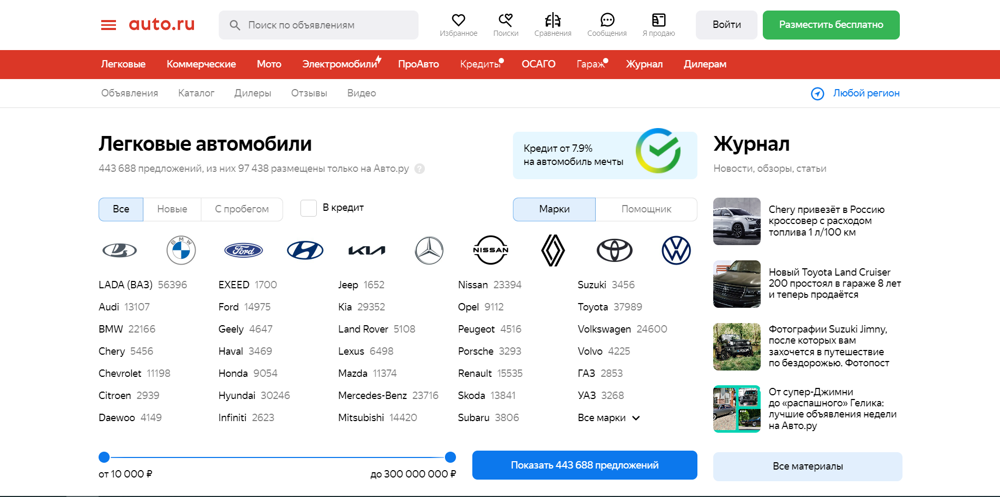 auto.ru
Поиск по объявлениям
Избранное
Поиски
Сравнения
Сообщения
Я продаю
Войти
Разместить бесплатно
Легковые
Коммерческие
Мото
Электромобили
ПроАвто
Кредиты
ОСАГО
Гараж
Журнал
Дилерам
Объявления
Каталог
Дилеры
Отзывы
Видео
Любой регион
Легковые автомобили
443 688 предложений, из них 97 438 размещены только на Авто.ру ?
Кредит от 7.9%
на автомобиль мечты
Все
Новые
С пробегом
В кредит
Марки
Помощник
BMW
Ford
KIA
NISSAN
LADA (ВАЗ) 56396
Audi 13107
BMW 22166
Chery 5456
Chevrolet 11198
Citroen 2939
Daewoo 4149
EXEED 1700
Ford 14975
Geely 4647
Haval 3469
Honda 9054
Hyundai 30246
Infiniti 2623
Jeep 1652
Kia 29352
Land Rover 5108
Lexus 6498
Mazda 11374
Mercedes-Benz 23716
Mitsubishi 14420
Nissan 23394
Opel 9112
Peugeot 4516
Porsche 3293
Renault 15535
Skoda 13841
Subaru 3806
Suzuki 3456
Toyota 37989
Volkswagen 24600
Volvo 4225
ГАЗ 2853
УАЗ 3268
Все марки
от 10 000 ₽
до 300 000 000 ₽
Показать 443 688 предложений
Журнал
Новости, обзоры, статьи
Chery привезёт в Россию
кроссовер с расходом
топлива 1 л/100 км
Новый Toyota Land Cruiser
200 простоял в гараже 8 лет
и теперь продаётся
Фотографии Suzuki Jimny,
после которых вам
захочется в путешествие
по бездорожью. Фотопост
От супер-Джимни
до «распашного» Гелика:
лучшие объявления недели
на Авто.ру
Все материалы